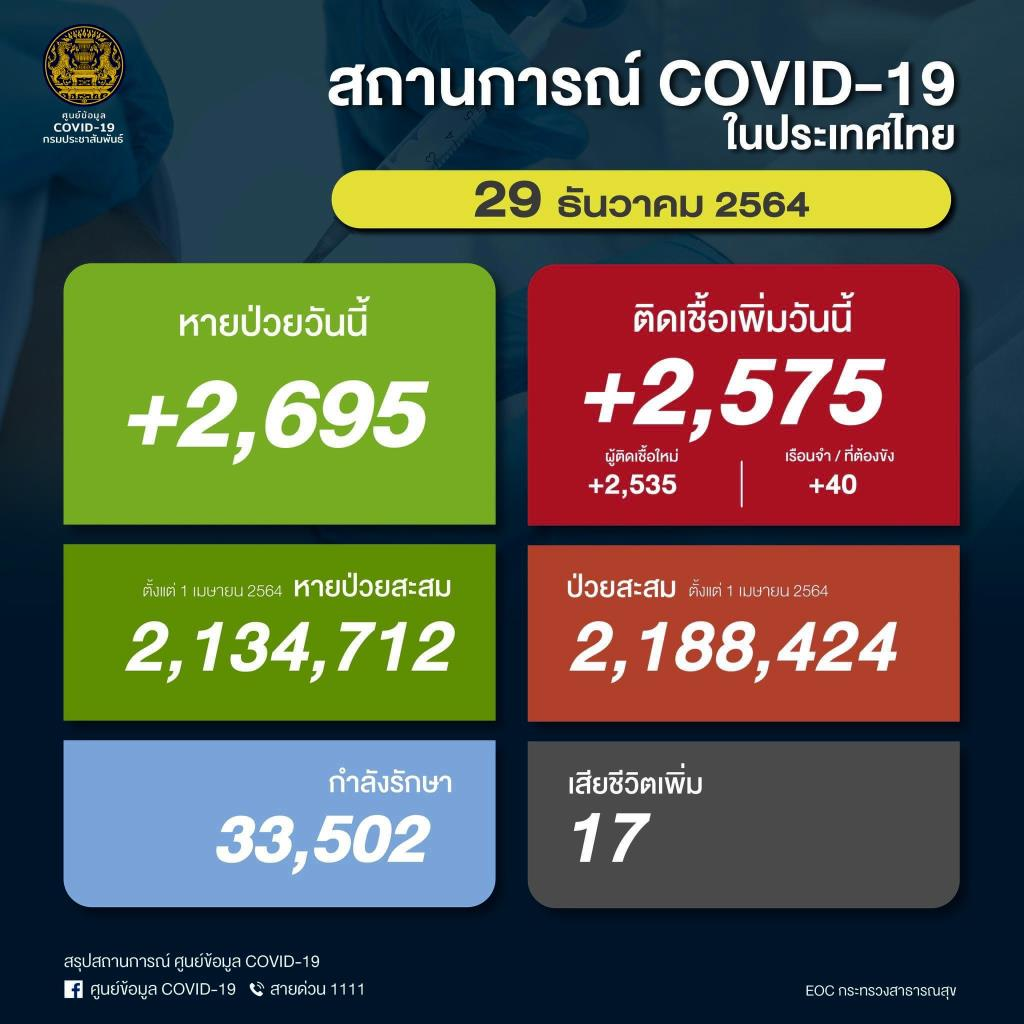 ศูนย์ข้อมูล
COVID-19
กรมประชาสัมพันธ์
สถานการณ์ COVID-19
ในประเทศไทย
29 ธันวาคม 2564
หายป่วยวันนี้
+2,695
ติดเชื้อเพิ่มวันนี้
+2,575
ผู้ติดเชื้อใหม่
+2,535
เรือนจำ / ที่ต้องขัง
+40
ตั้งแต่ 1 เมษายน 2564 หายป่วยสะสม
2,134,712
ป่วยสะสม ตั้งแต่ 1 เมษายน 2564
2,188,424
กำลังรักษา
33,502
เสียชีวิตเพิ่ม
17
สรุปสถานการณ์ ศูนย์ข้อมูล COVID-19
ศูนย์ข้อมูล COVID-19 สายด่วน 1111
EOC กระทรวงสาธารณสุข